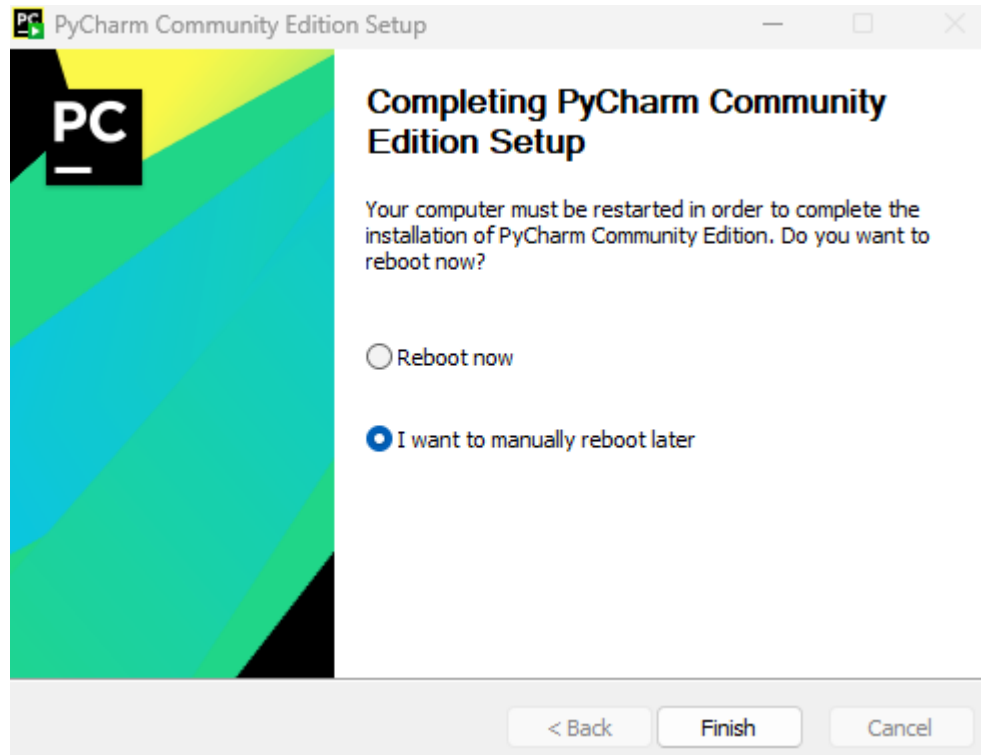 PyCharm Community Edition Setup
PC
Completing PyCharm Community
Edition Setup
Your computer must be restarted in order to complete the
installation of PyCharm Community Edition. Do you want to
reboot now?
Reboot now
I want to manually reboot later
< Back
Finish
Cancel